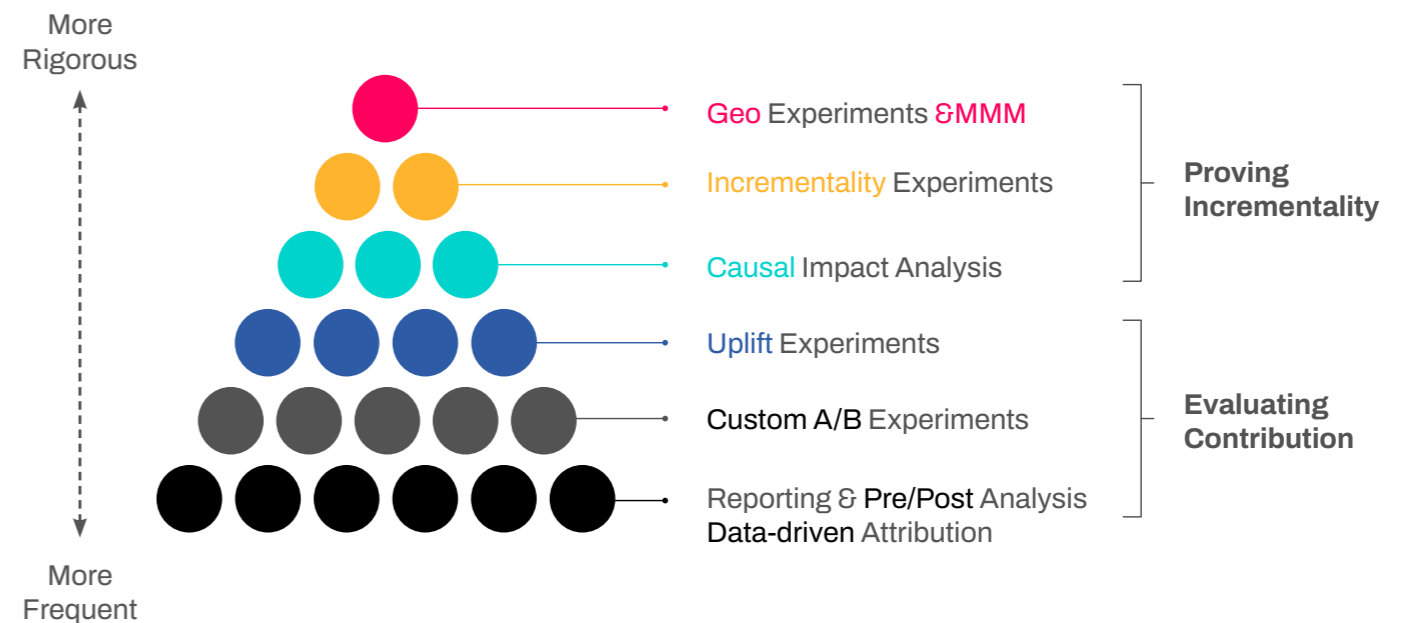 More
Rigorous
Geo Experiments &MMM
Incrementality Experiments
Proving
Incrementality
Causal Impact Analysis
Uplift Experiments
Custom A/B Experiments
Evaluating
Contribution
Reporting & Pre/Post Analysis
Data-driven Attribution
More
Frequent